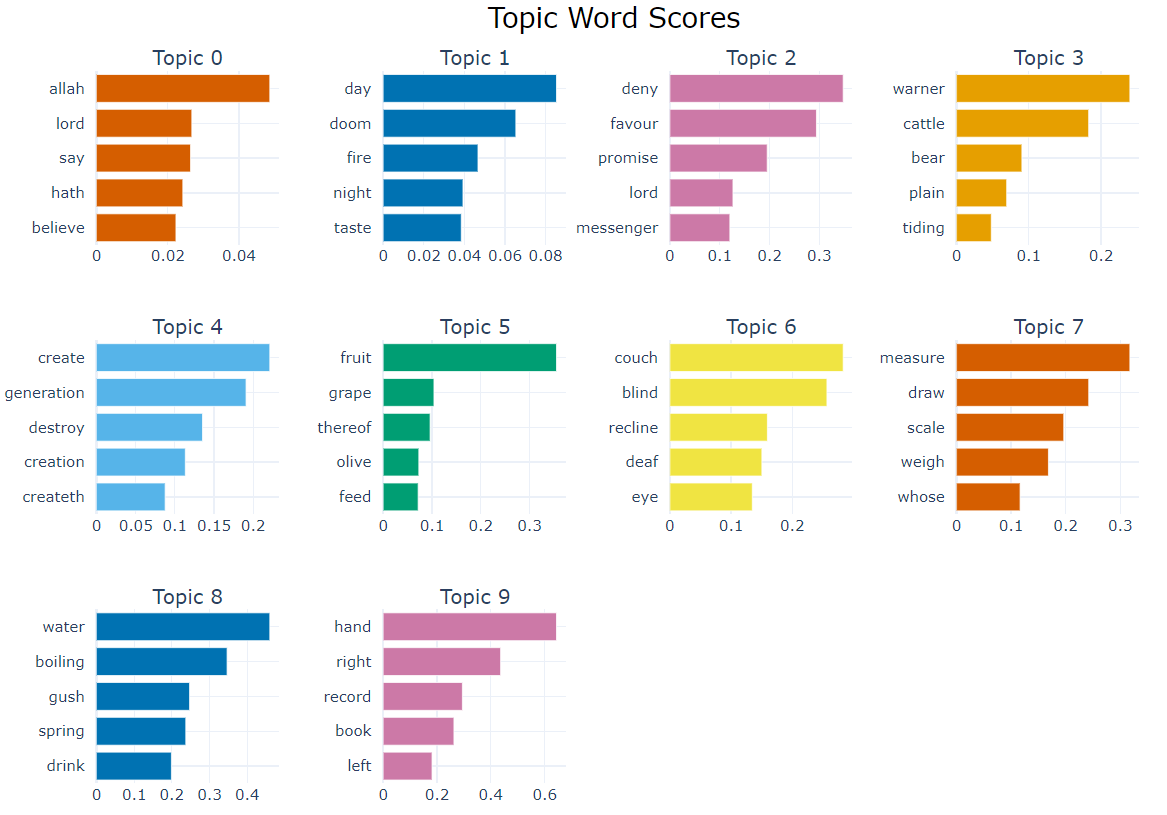 Topic Word Scores
Topic 0
allah
lord
say
hath
believe
0 0.02 0.04
Topic 1
day
doom
fire
night
taste
0 0.02 0.04 0.06 0.08
Topic 2
deny
favour
promise
lord
messenger
0 0.1 0.2 0.3
Topic 3
warner
cattle
bear
plain
tiding
0 0.1 0.2
Topic 4
create
generation
destroy
creation
createth
0 0.05 0.1 0.15 0.2
Topic 5
fruit
grape
thereof
olive
feed
0 0.1 0.2 0.3
Topic 6
couch
blind
recline
deaf
eye
0 0.1 0.2
Topic 7
measure
draw
scale
weigh
whose
0 0.1 0.2 0.3
Topic 8
water
boiling
gush
spring
drink
0 0.1 0.2 0.3 0.4
Topic 9
hand
right
record
book
left
0 0.2 0.4 0.6